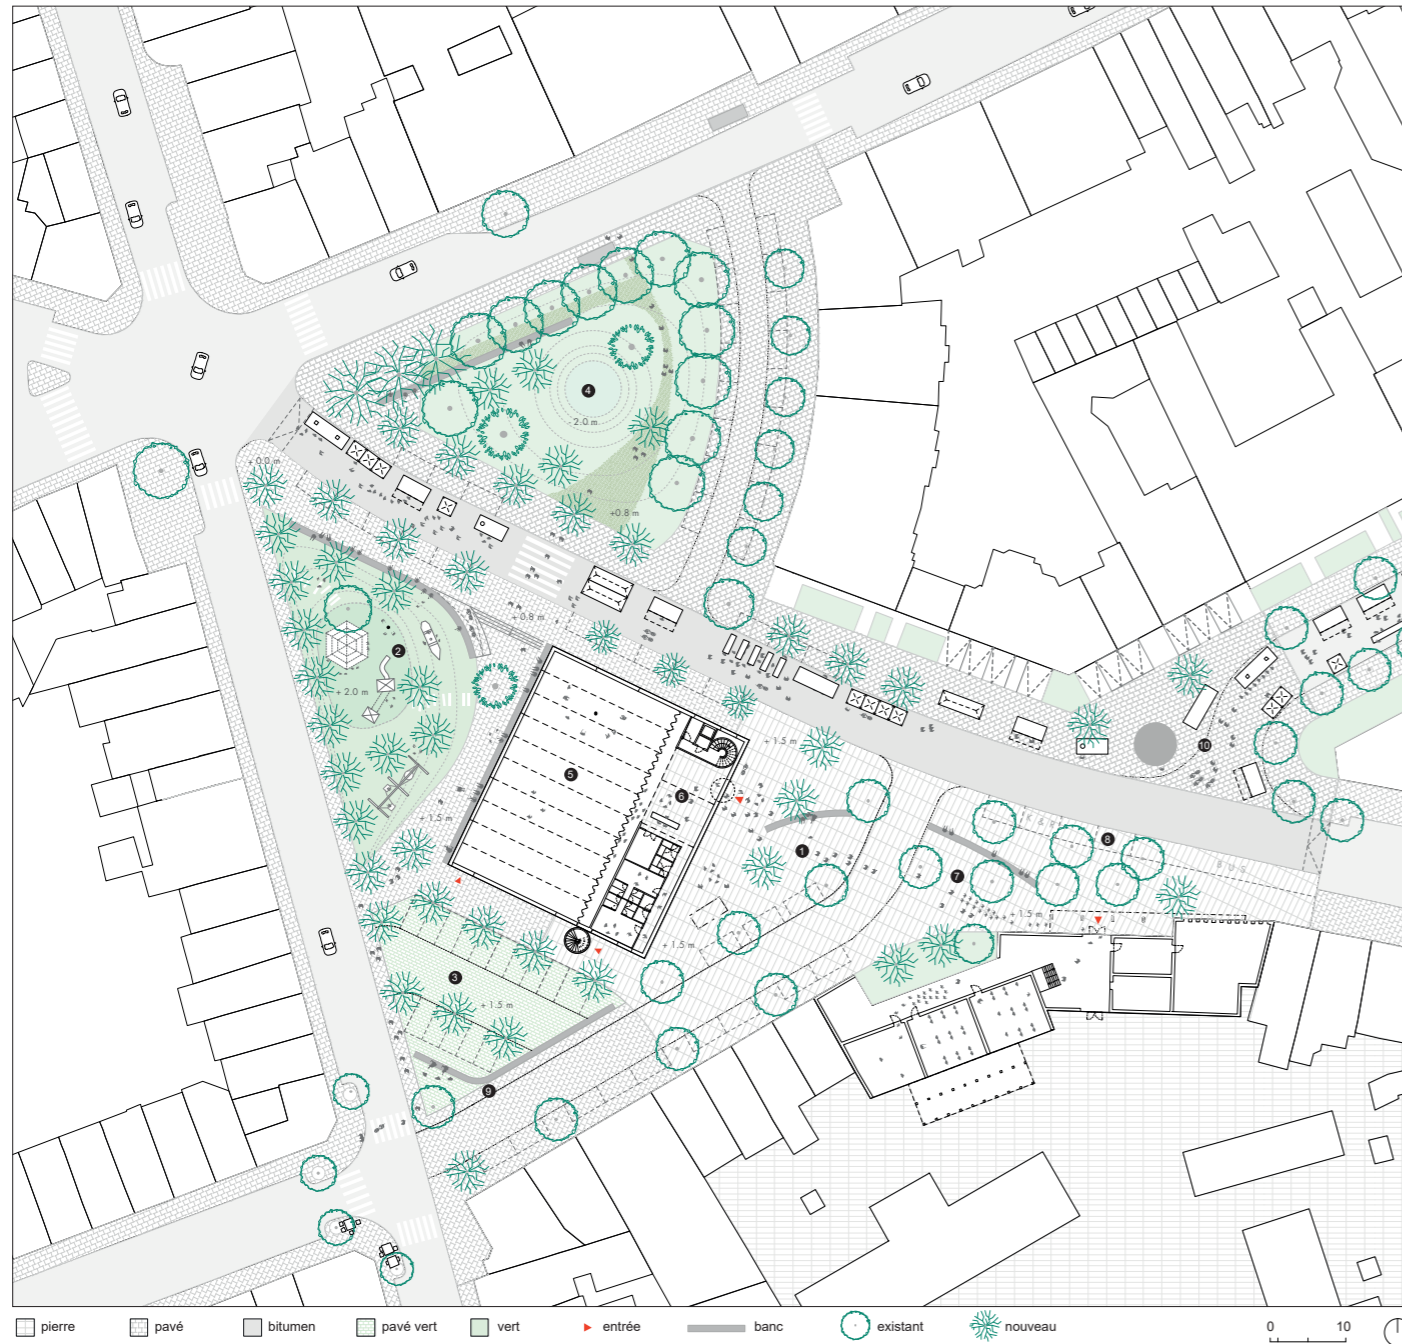 4
- 2.0 m
+ 0.0 m
+0.8 m
2
+ 0.8 m
+ 2.0 m
+ 1.5 m
5
6
10
+ 1.5 m
1
8
BUS
7
+ 1.5 m
+ 1.5 m
3
+ 1.5 m
9
pierre pavé bitumen pavé vert vert entrée banc existant nouveau 0 10